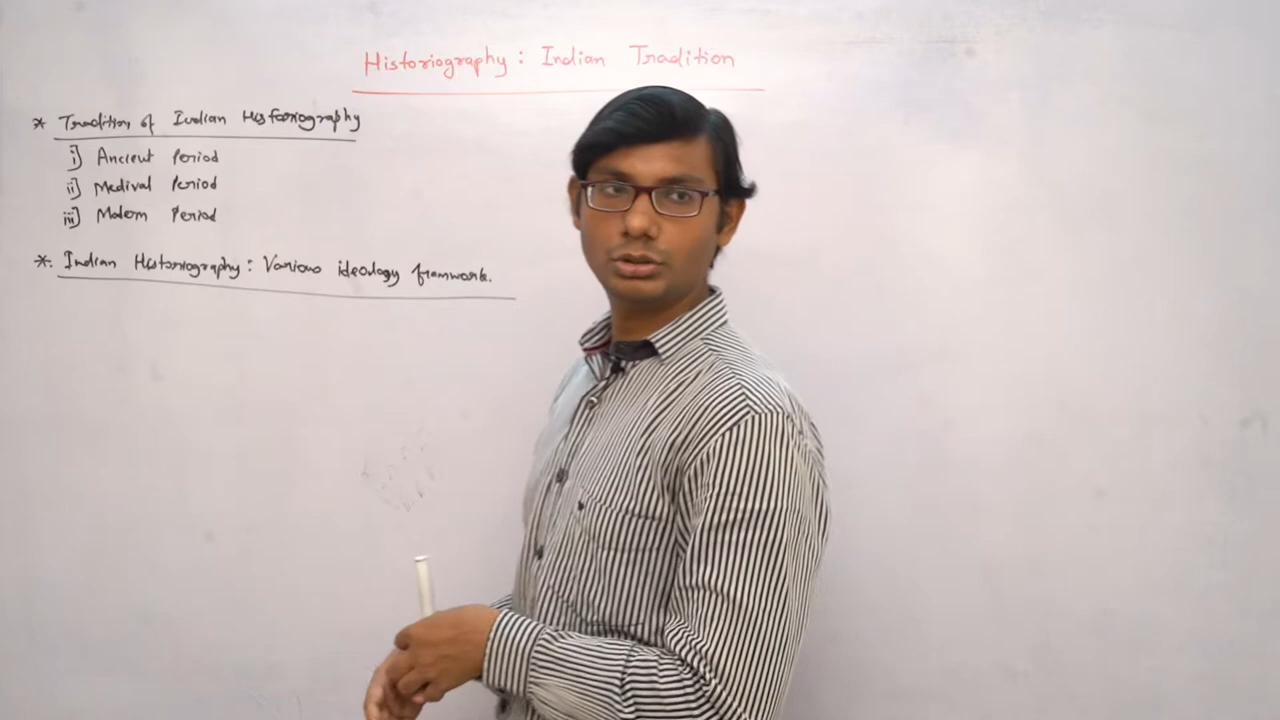 Historiography : Indian Tradition
* Tradition of Indian Historiography
i] Ancient Period
ii] Medival Period
iii] Modern Period
*. Indian Historiography : Various ideology framwork.